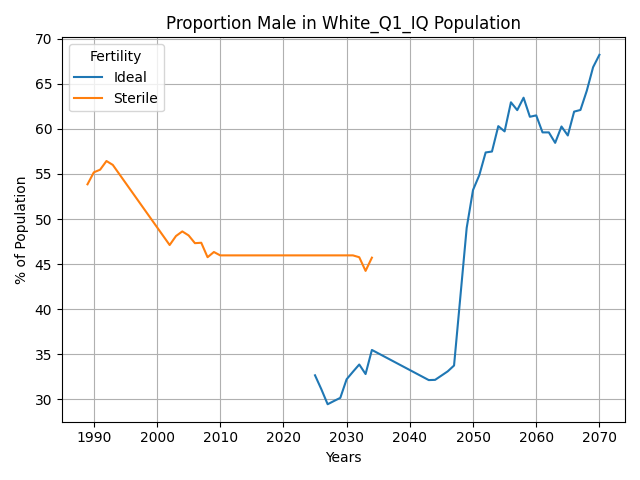 Proportion Male in White_Q1_IQ Population
Fertility
Ideal
Sterile
% of Population
70
65
60
55
50
45
40
35
30
1990 2000 2010 2020 2030 2040 2050 2060 2070
Years